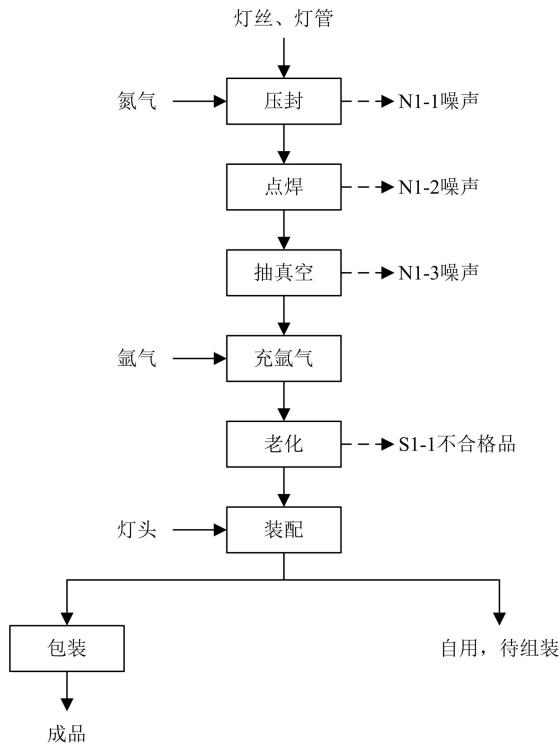 灯丝、灯管
氮气
压封
N1-1噪声
点焊
N1-2噪声
抽真空
N1-3噪声
氩气
充氩气
老化
S1-1不合格品
灯头
装配
包装
自用，待组装
成品